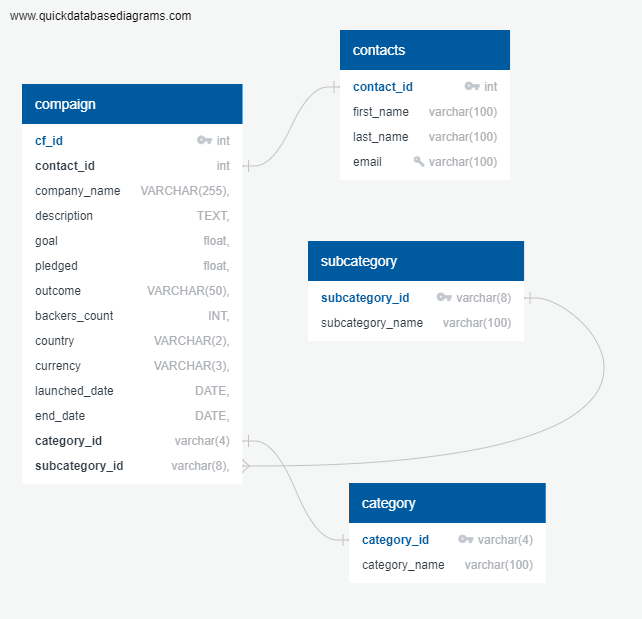 www.quickdatabasediagrams.com
contacts
contact_id int
first_name varchar(100)
last_name varchar(100)
email varchar(100)
compaign
cf_id int
contact_id int
company_name VARCHAR(255),
description TEXT,
goal float,
pledged float,
outcome VARCHAR(50),
backers_count INT,
country VARCHAR(2),
currency VARCHAR(3),
launched_date DATE,
end_date DATE,
category_id varchar(4)
subcategory_id varchar(8),
subcategory
subcategory_id varchar(8)
subcategory_name varchar(100)
category
category_id varchar(4)
category_name varchar(100)